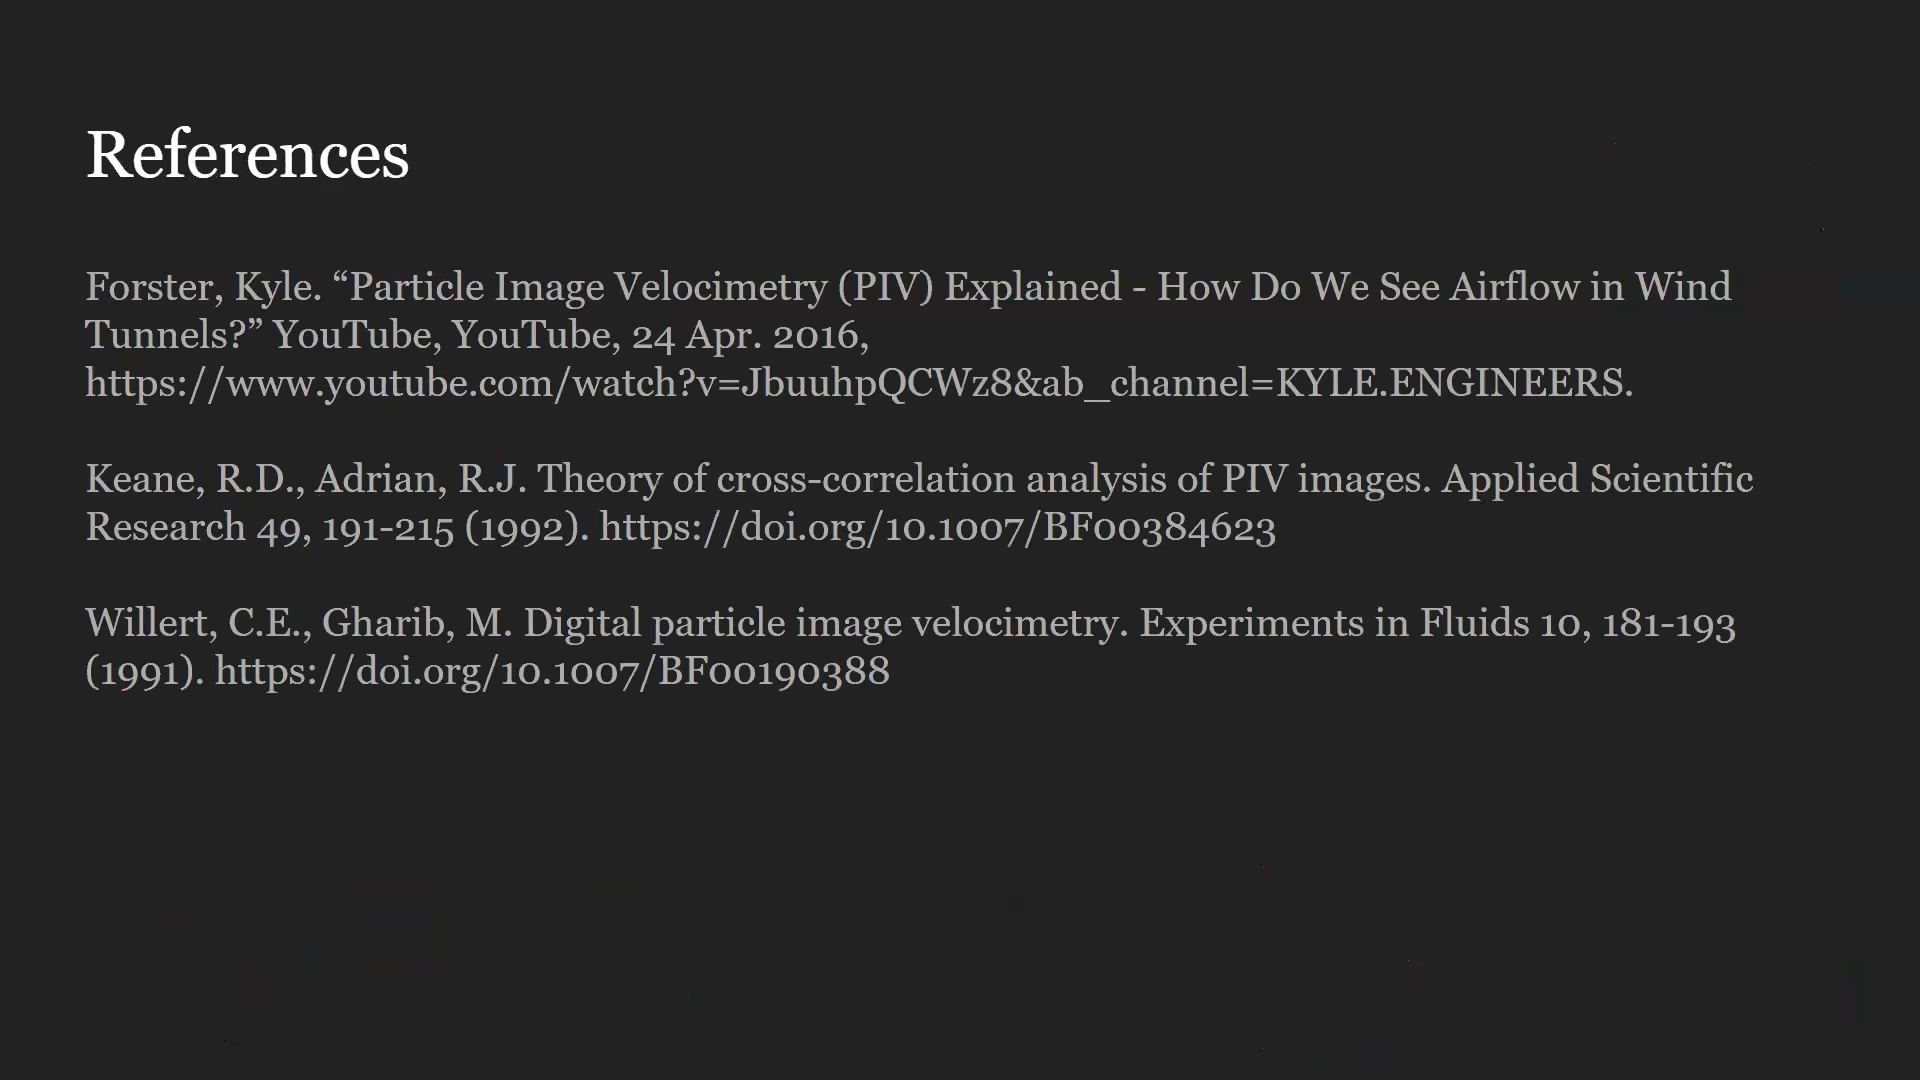 References
Forster, Kyle. “Particle Image Velocimetry (PIV) Explained - How Do We See Airflow in Wind
Tunnels?” YouTube, YouTube, 24 Apr. 2016,
https://www.youtube.com/watch?v=JbuuhpQCWz8&ab_channel=KYLE.ENGINEERS.
Keane, R.D., Adrian, R.J. Theory of cross-correlation analysis of PIV images. Applied Scientific
Research 49, 191-215 (1992). https://doi.org/10.1007/BF00384623
Willert, C.E., Gharib, M. Digital particle image velocimetry. Experiments in Fluids 10, 181-193
(1991). https://doi.org/10.1007/BF00190388